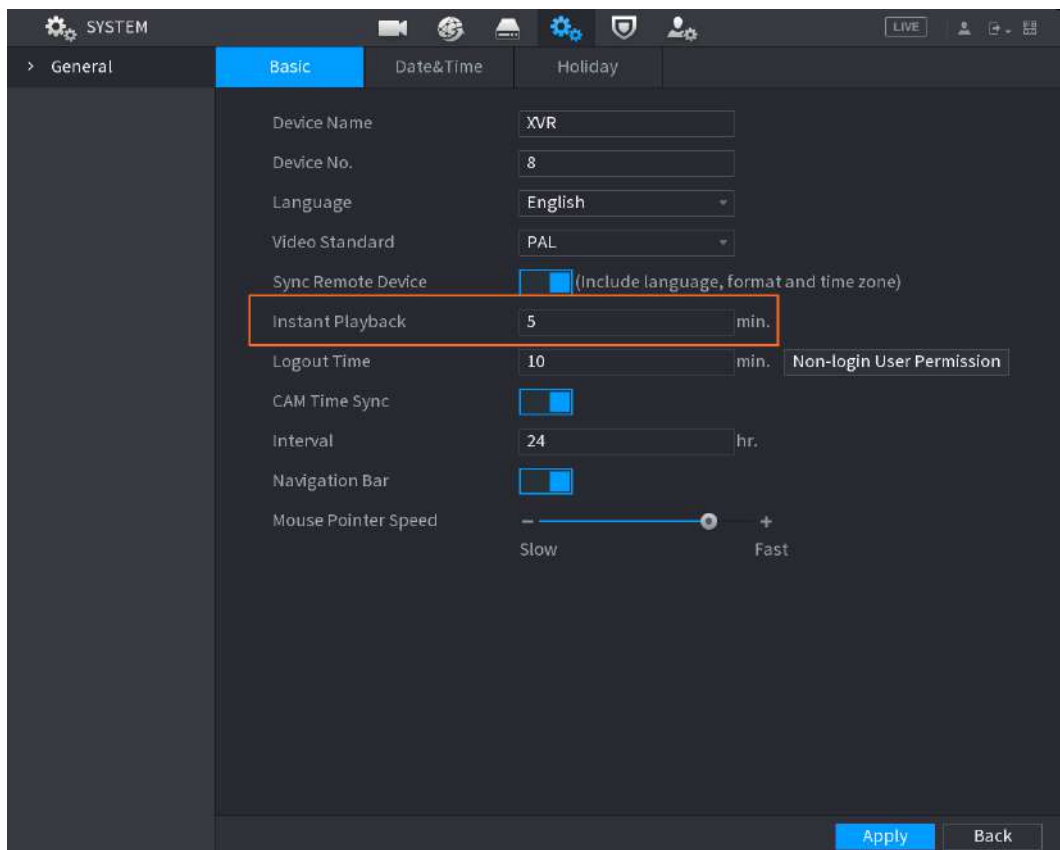 SYSTEM
LIVE
General
Basic Date&Time Holiday
Device Name XVR
Device No. 8
Language English
Video Standard PAL
Sync Remote Device (Include language, format and time zone)
Instant Playback 5 min.
Logout Time 10 min. Non-login User Permission
CAM Time Sync
Interval 24 hr.
Navigation Bar
Mouse Pointer Speed
Slow Fast
Apply Back